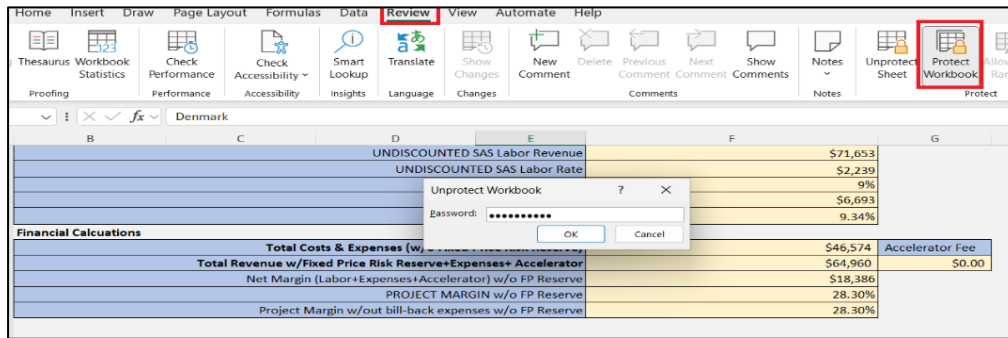 Home Insert Draw Page Layout Formulas Data Review View Automate Help
Thesaurus Workbook Statistics Check Performance Check Accessibility Smart Lookup Translate Show Changes New Comment Delete Previous Comment Next Comment Show Comments Notes Unprotect Sheet Protect Workbook
Proofing Performance Accessibility Insights Language Changes Comments Notes Protect
fx Denmark
B C D E F G
UNDISCOUNTED SAS Labor Revenue $71,653
UNDISCOUNTED SAS Labor Rate $2,239
9%
$6,693
9.34%
Unprotect Workbook ? ×
Password: ••••••••••
OK Cancel
Financial Calcuations
Total Costs & Expenses (w/o Fixed Price Risk Reserve) $46,574 Accelerator Fee
Total Revenue w/Fixed Price Risk Reserve+Expenses+ Accelerator $64,960 $0.00
Net Margin (Labor+Expenses+Accelerator) w/o FP Reserve $18,386
PROJECT MARGIN w/o FP Reserve 28.30%
Project Margin w/out bill-back expenses w/o FP Reserve 28.30%